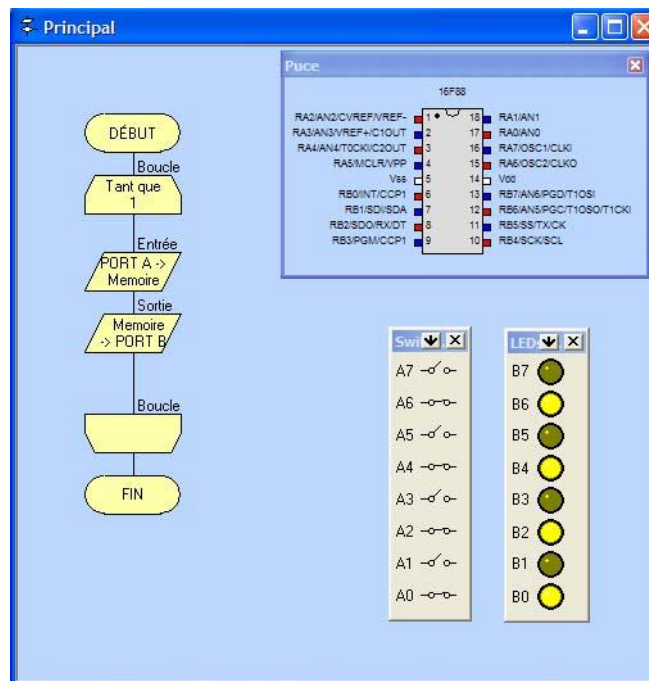 Principal
DÉBUT
Boucle
Tant que
1
Entrée
PORT A ->
Memoire
Sortie
Memoire
-> PORT B
Boucle
FIN
Puce
16F88
RA2/AN2/CVREF/VREF- 1 18 RA1/AN1
RA3/AN3/VREF+/C1OUT 2 17 RA0/AN0
RA4/AN4/T0CKI/C2OUT 3 16 RA7/OSC1/CLKI
RA5/MCLR/VPP 4 15 RA6/OSC2/CLKO
Vss 5 14 Vdd
RB0/INT/CCP1 6 13 RB7/AN6/PGD/T1OSI
RB1/SDI/SDA 7 12 RB6/AN5/PGC/T1OSO/T1CKI
RB2/SDO/RX/DT 8 11 RB5/SS/TX/CK
RB3/PGM/CCP1 9 10 RB4/SCK/SCL
Swi
A7
A6
A5
A4
A3
A2
A1
A0
LED
B7
B6
B5
B4
B3
B2
B1
B0